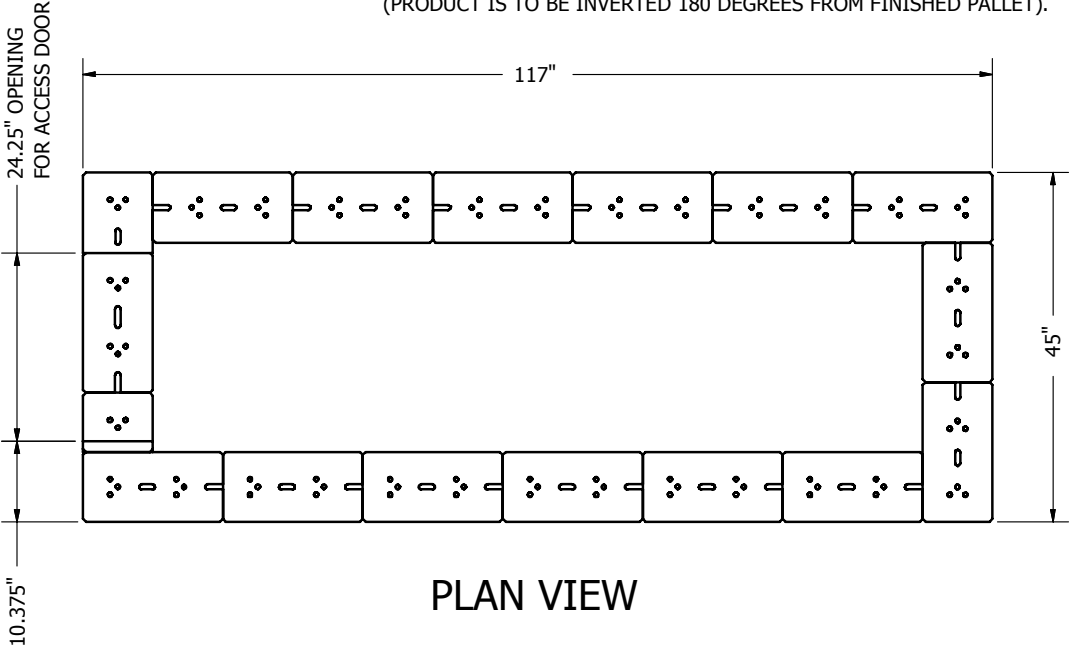 (PRODUCT IS TO BE INVERTED 180 DEGREES FROM FINISHED PALLET).
24.25" OPENING
FOR ACCESS DOOR
117"
45"
10.375"
PLAN VIEW